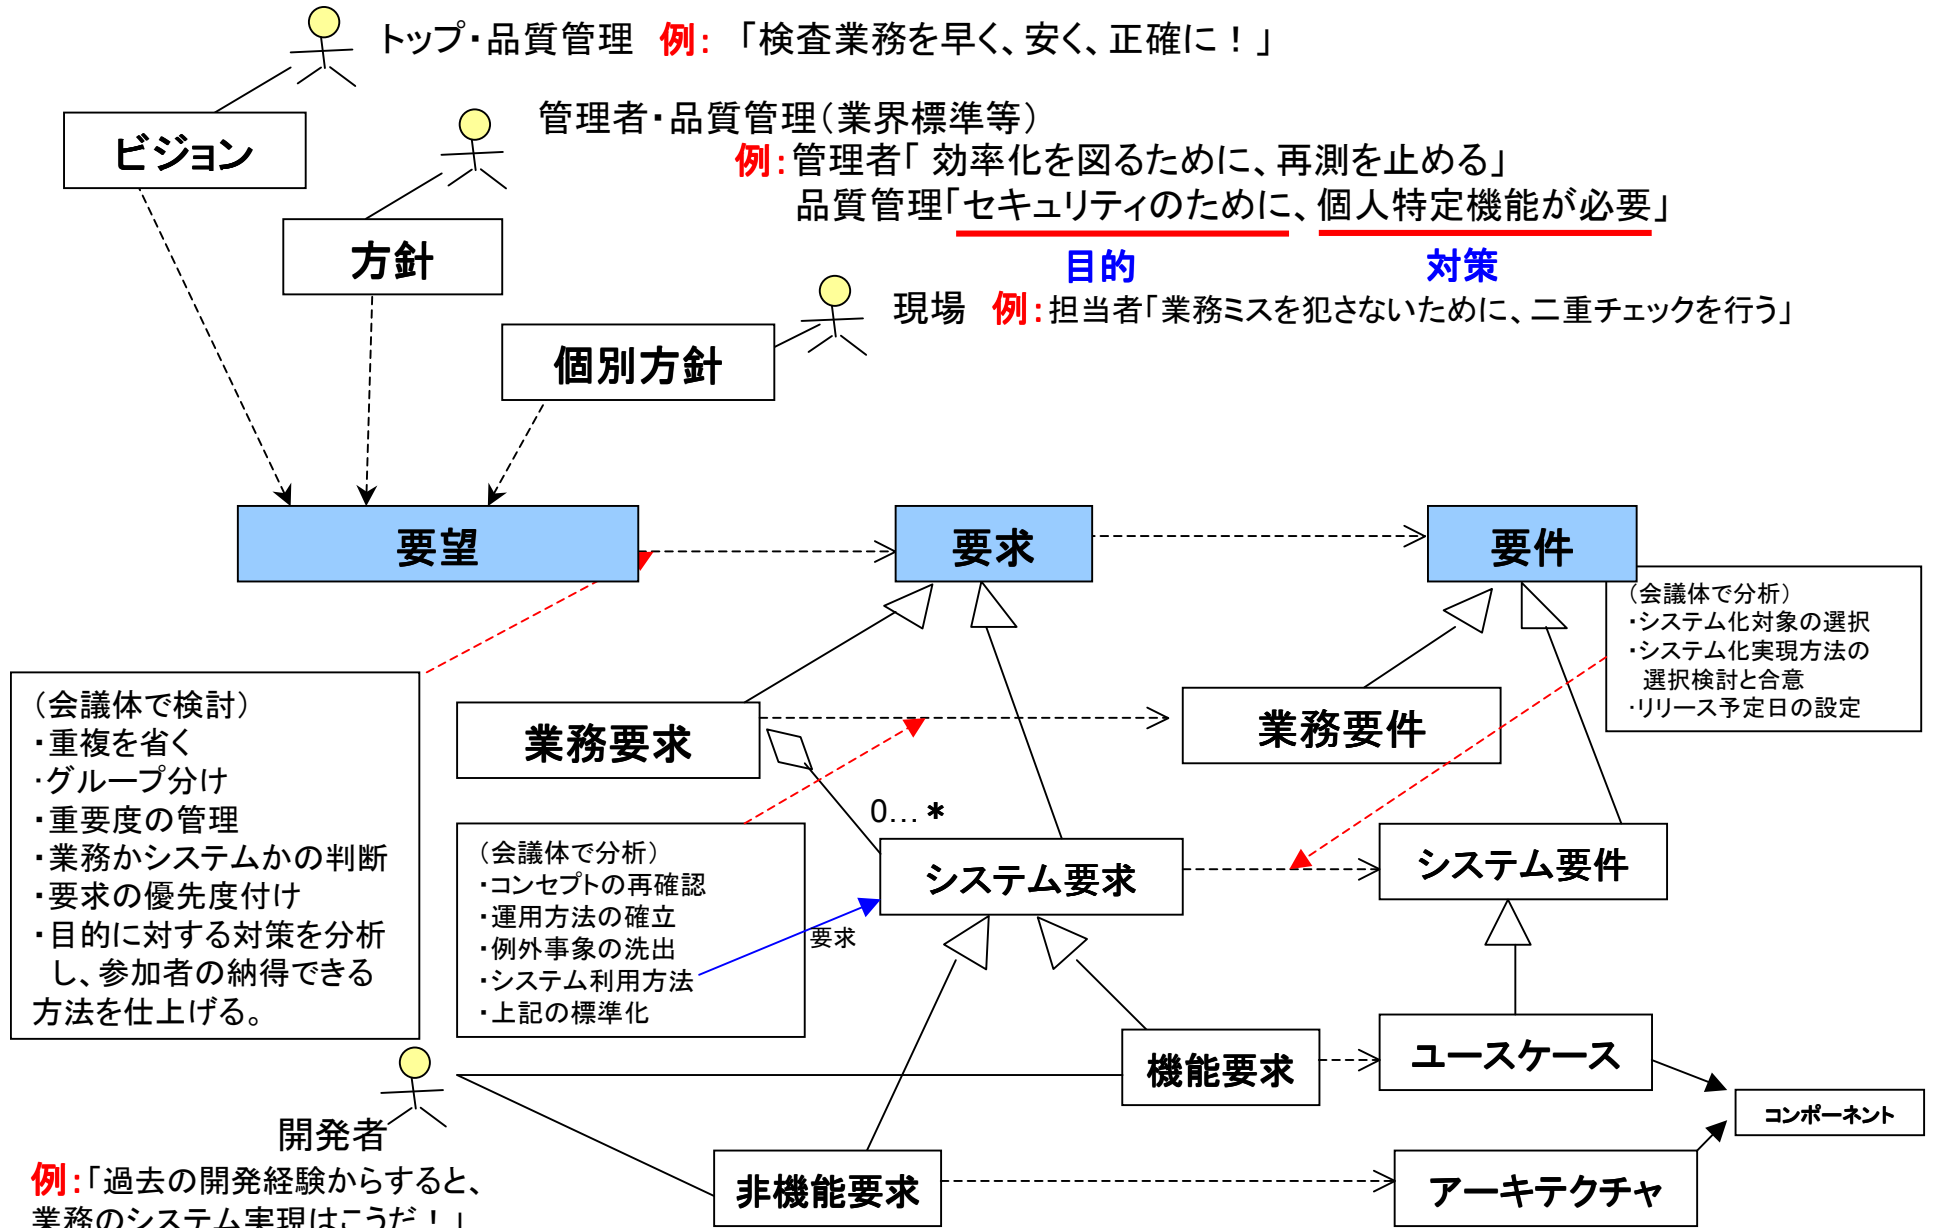 トップ・品質管理 例： 「検査業務を早く、安く、正確に！」
ビジョン
管理者・品質管理（業界標準等）
例：管理者「 効率化を図るために、再測を止める」
品質管理「セキュリティのために、個人特定機能が必要」
方針
目的
対策
現場 例：担当者「業務ミスを犯さないために、二重チェックを行う」
個別方針
要望
要求
要件
（会議体で分析）
・システム化対象の選択
・システム化実現方法の
選択検討と合意
・リリース予定日の設定
（会議体で検討）
・重複を省く
・グループ分け
・重要度の管理
・業務かシステムかの判断
・要求の優先度付け
・目的に対する対策を分析
し、参加者の納得できる
方法を仕上げる。
業務要求
業務要件
0…＊
（会議体で分析）
・コンセプトの再確認
・運用方法の確立
・例外事象の洗出
・システム利用方法
・上記の標準化
要求
システム要求
システム要件
機能要求
ユースケース
コンポーネント
開発者
例：「過去の開発経験からすると、
業務のシステム実現はこうだ！」
非機能要求
アーキテクチャ